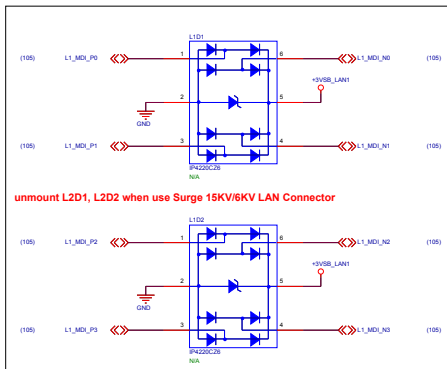 L1D1
(105) L1_MDI_P0 1 6 L1_MDI_N0 (105)
+3VSB_LAN1
2 5
GND
(105) L1_MDI_P1 3 4 L1_MDI_N1 (105)
IP4220CZ6
N/A
unmount L2D1, L2D2 when use Surge 15KV/6KV LAN Connector
L1D2
(105) L1_MDI_P2 1 6 L1_MDI_N2 (105)
+3VSB_LAN1
2 5
GND
(105) L1_MDI_P3 3 4 L1_MDI_N3 (105)
IP4220CZ6
N/A